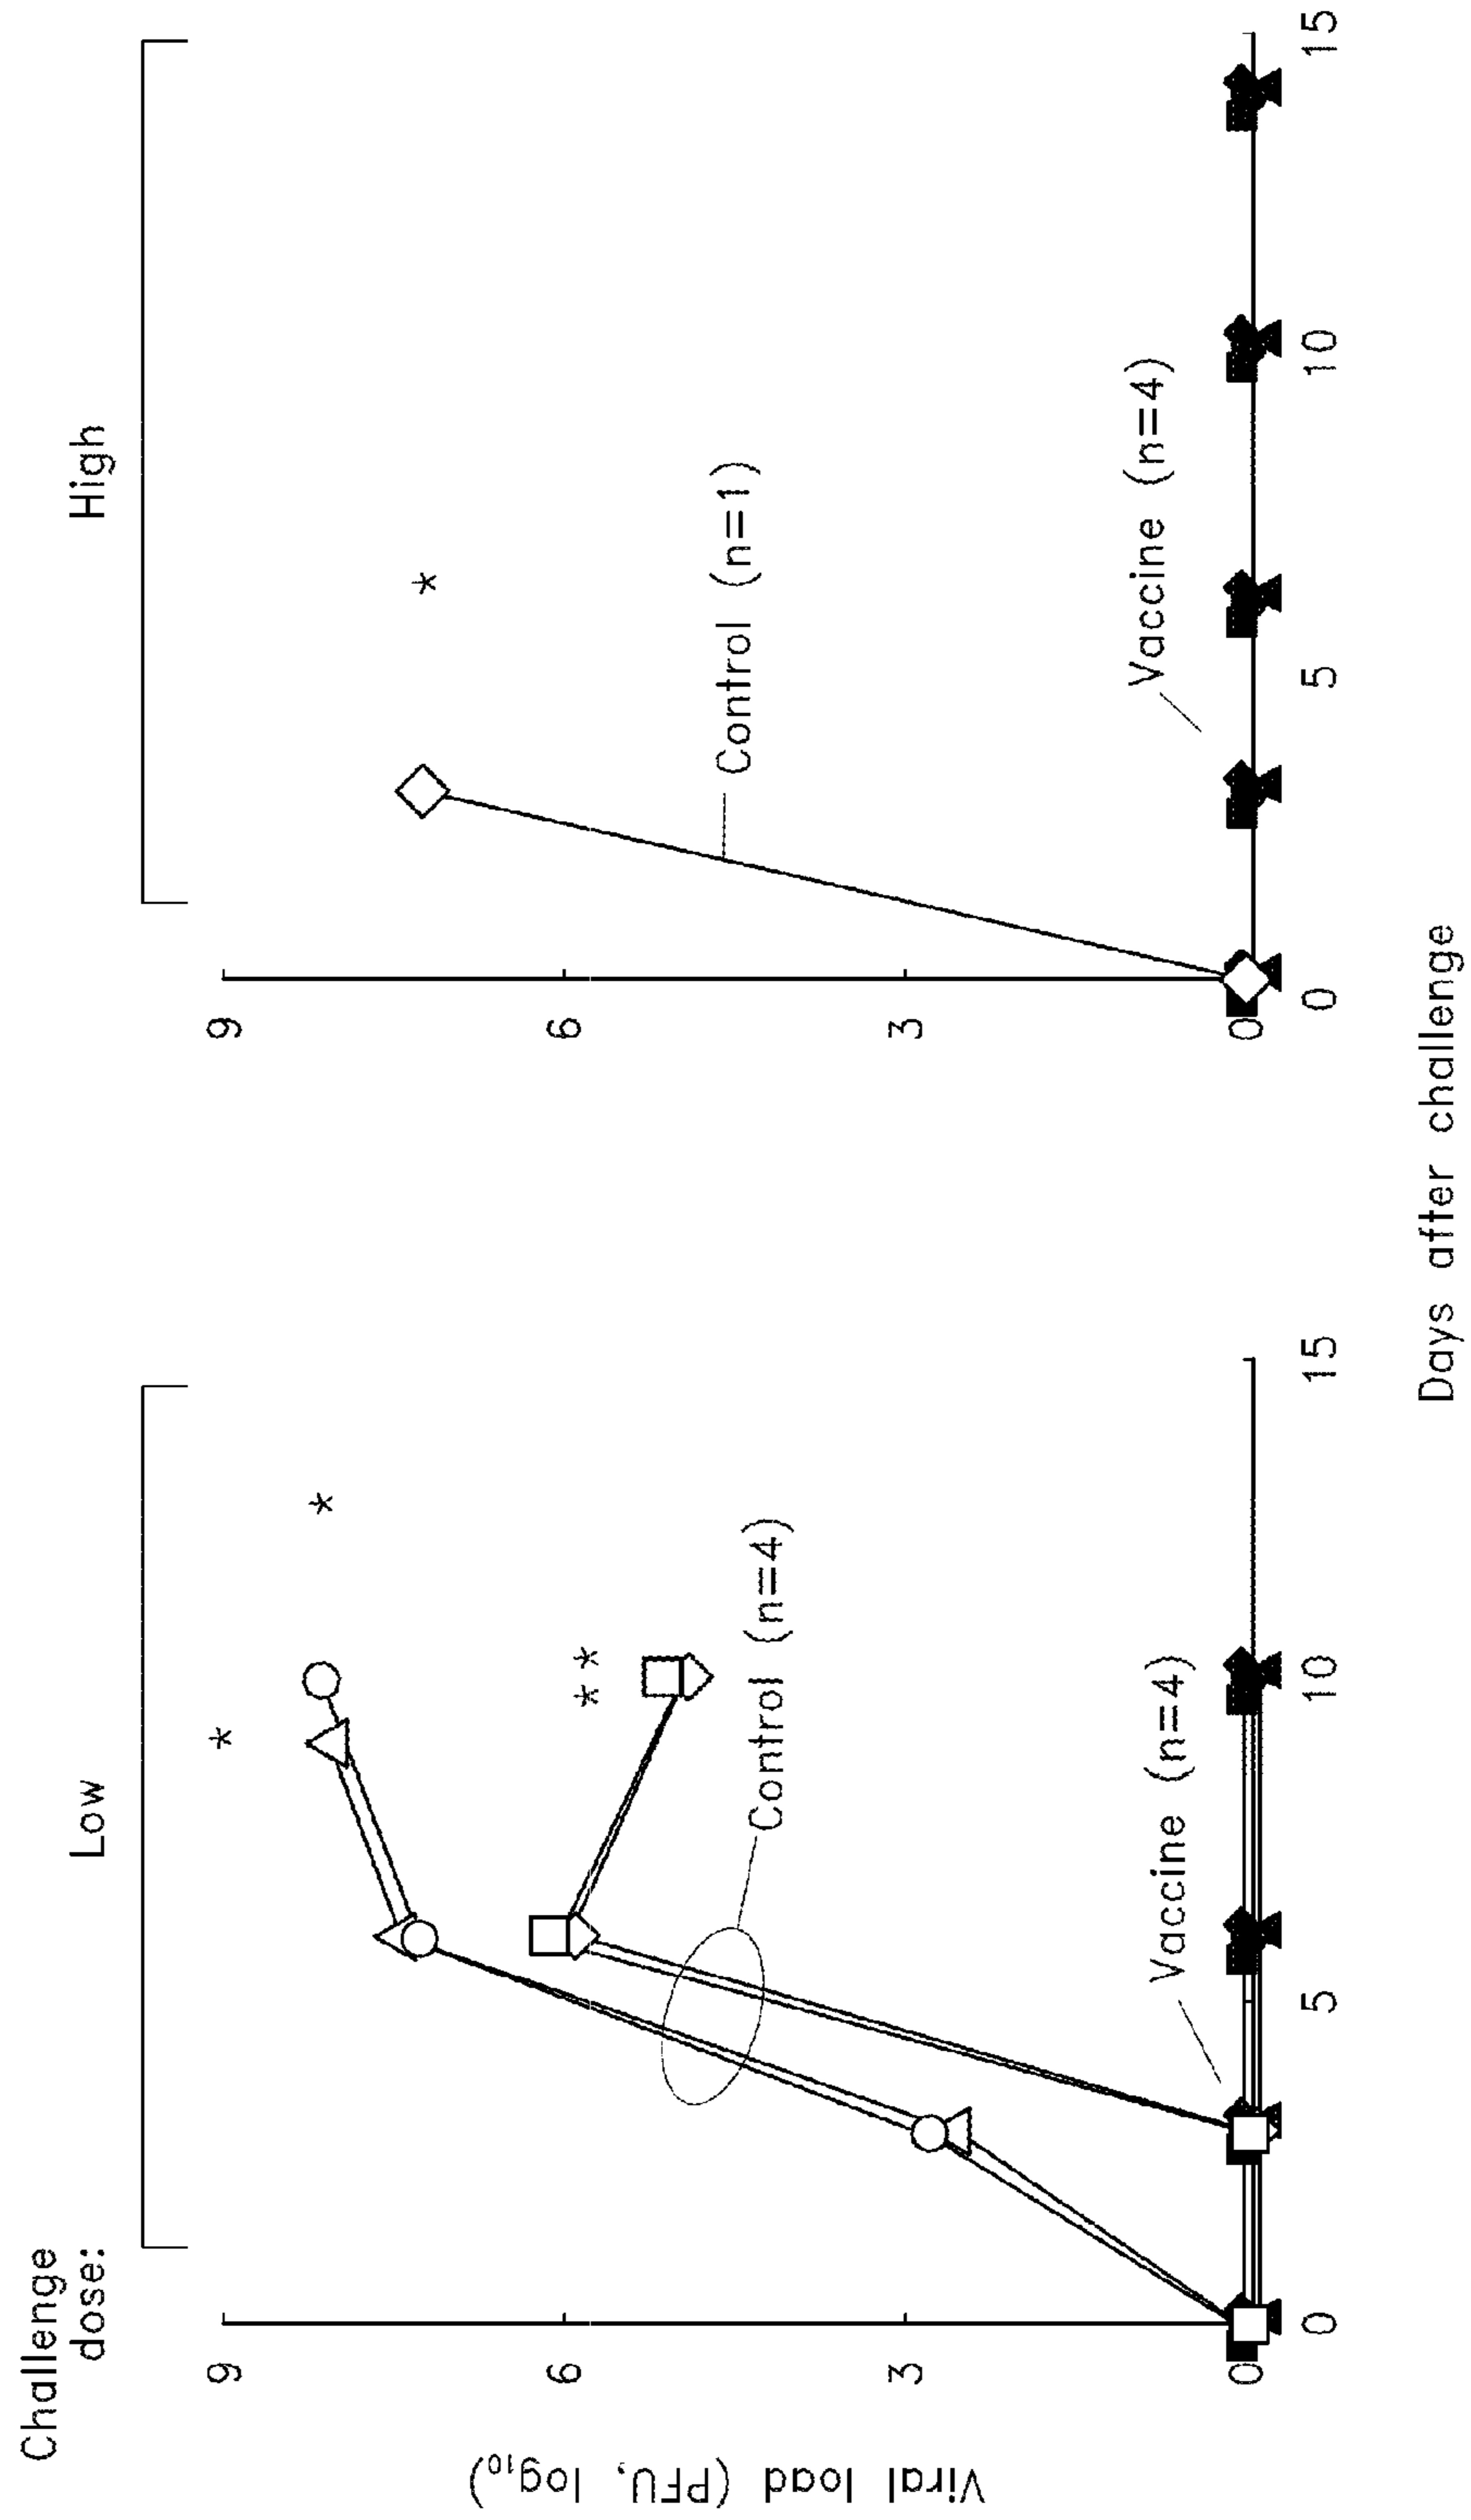 Challenge
dose:
Low
High
Viral load (PFU, log10)
9
6
3
0
*
*
* *
Control (n=4)
Vaccine (n=4)
0
5
10
15
9
6
3
0
*
Control (n=1)
Vaccine (n=4)
0
5
10
15
Days after challenge